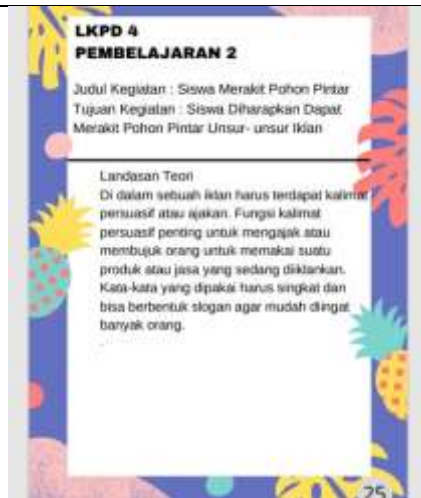 LKPD 4
PEMBELAJARAN 2
Judul Kegiatan : Siswa Merakit Pohon Pintar
Tujuan Kegiatan : Siswa Diharapkan Dapat
Merakit Pohon Pintar Unsur- unsur Iklan
Landasan Teori
Di dalam sebuah iklan harus terdapat kalimat
persuasif atau ajakan. Fungsi kalimat
persuasif penting untuk mengajak atau
membujuk orang untuk memakai suatu
produk atau jasa yang sedang diiklankan.
Kata-kata yang dipakai harus singkat dan
bisa berbentuk slogan agar mudah diingat
banyak orang.
25